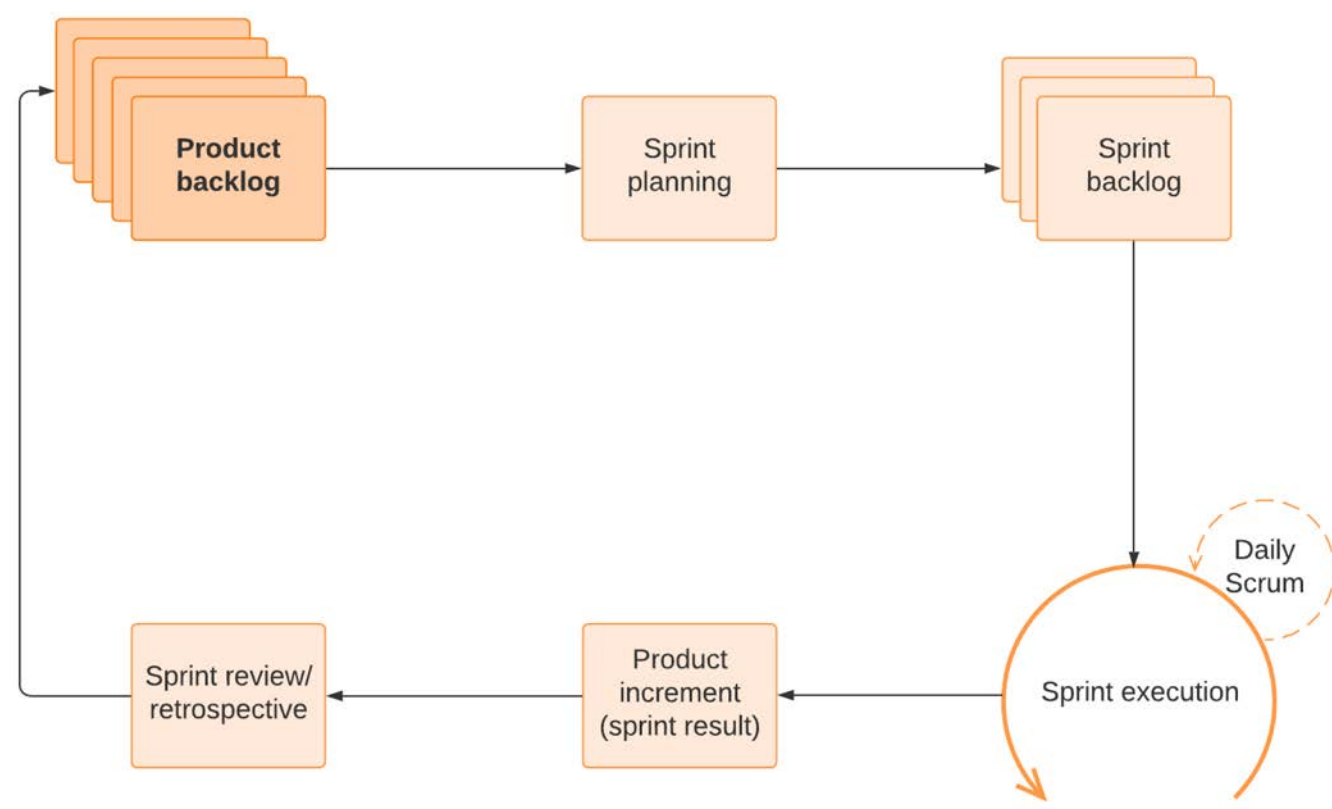 Product
backlog
Sprint
planning
Sprint
backlog
Daily
Scrum
Sprint execution
Product
increment
(sprint result)
Sprint review/
retrospective